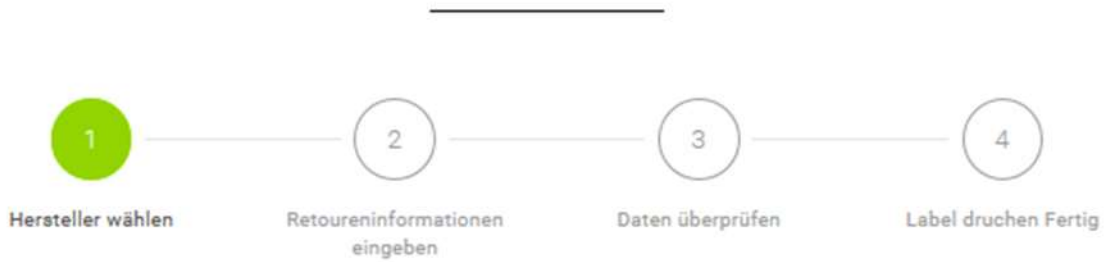 1
2
3
4
Hersteller wählen
Retoureninformationen
eingeben
Daten überprüfen
Label druchen Fertig